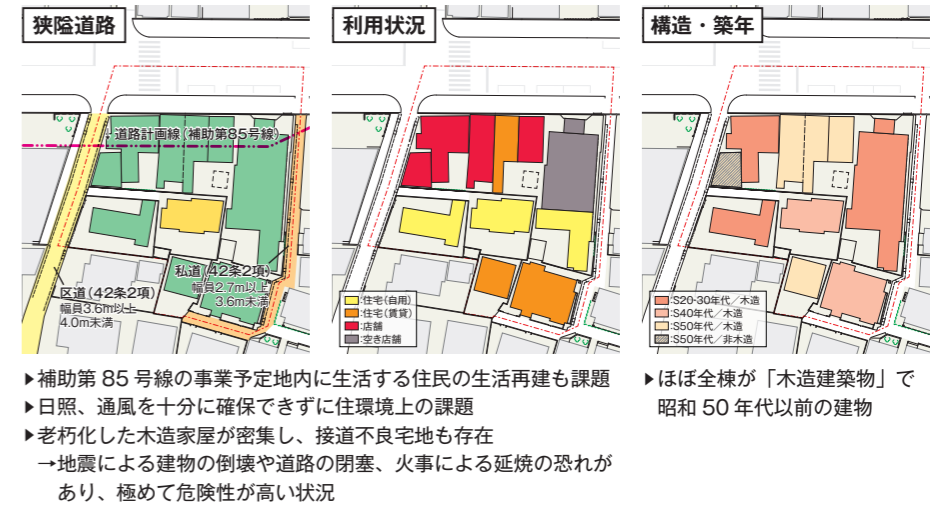 狭隘道路
道路計画線(補助第85号線)
私道(42条2項)
幅員2.7m以上
3.6m未満
区道(42条2項)
幅員3.6m以上
4.0m未満
利用状況
:住宅(自用)
:住宅(賃貸)
:店舗
:空き店舗
構造・築年
:S20-30年代/木造
:S40年代/木造
:S50年代/木造
:S50年代/非木造
▶補助第 85 号線の事業予定地内に生活する住民の生活再建も課題
▶日照、通風を十分に確保できずに住環境上の課題
▶老朽化した木造家屋が密集し、接道不良宅地も存在
→地震による建物の倒壊や道路の閉塞、火事による延焼の恐れが
あり、極めて危険性が高い状況
▶ほぼ全棟が「木造建築物」で
昭和 50 年代以前の建物